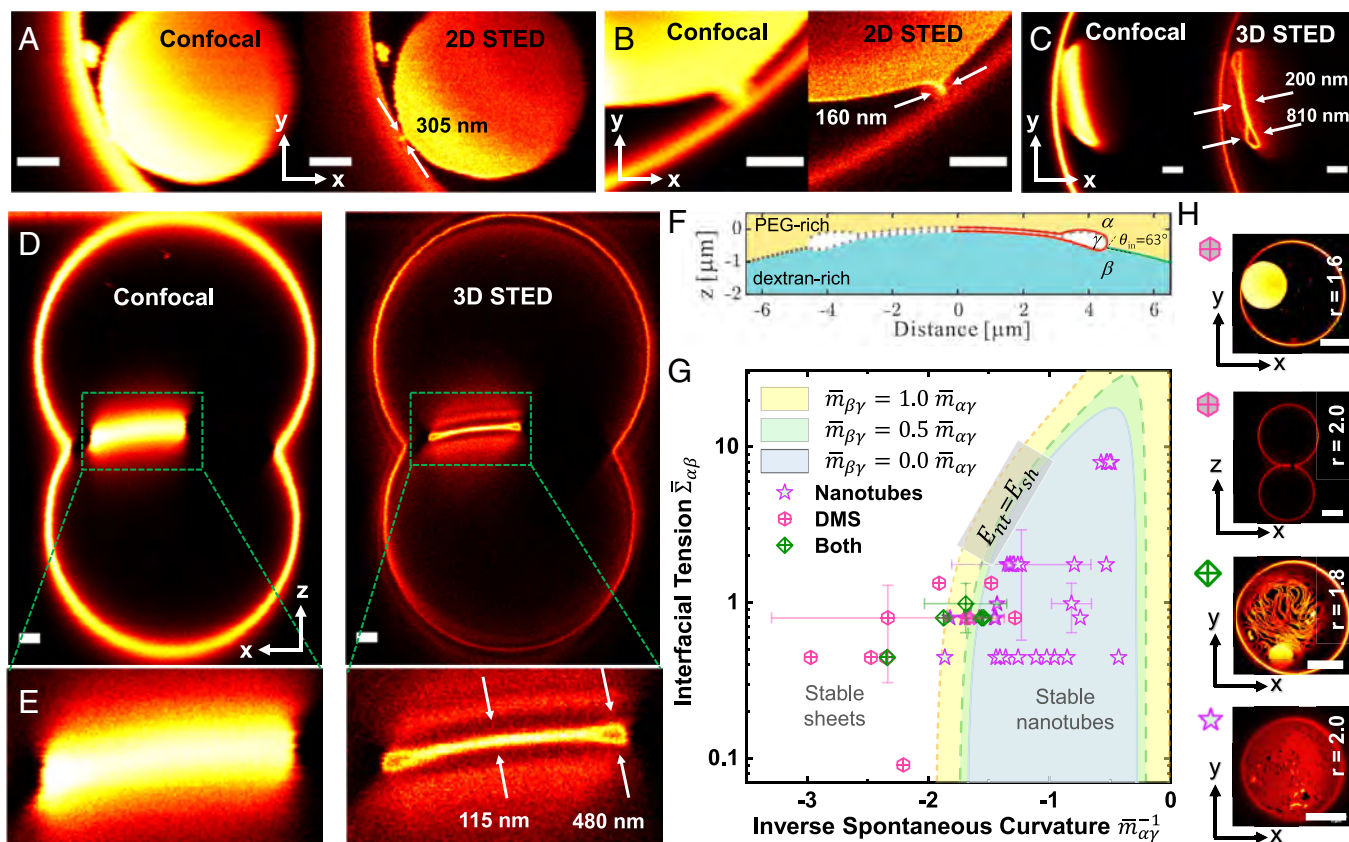 A
Confocal
2D STED
305 nm
y
x
B
Confocal
2D STED
160 nm
y
x
C
Confocal
3D STED
200 nm
810 nm
y
x
D
Confocal
3D STED
z
x
E
115 nm
480 nm
F
PEG-rich
dextran-rich
α
γ
θin=63°
β
z [μm]
0
-1
-2
-6
-4
-2
0
2
4
6
Distance [μm]
G
m̅βγ = 1.0 m̅αγ
m̅βγ = 0.5 m̅αγ
m̅βγ = 0.0 m̅αγ
Nanotubes
DMS
Both
Ent=Esh
Stable
sheets
Stable
nanotubes
Interfacial Tension Σ̅αβ
10
1
0.1
-3
-2
-1
0
Inverse Spontaneous Curvature m̅αγ⁻¹
H
r = 1.6
y
x
r = 2.0
z
x
r = 1.8
y
x
r = 2.0
y
x